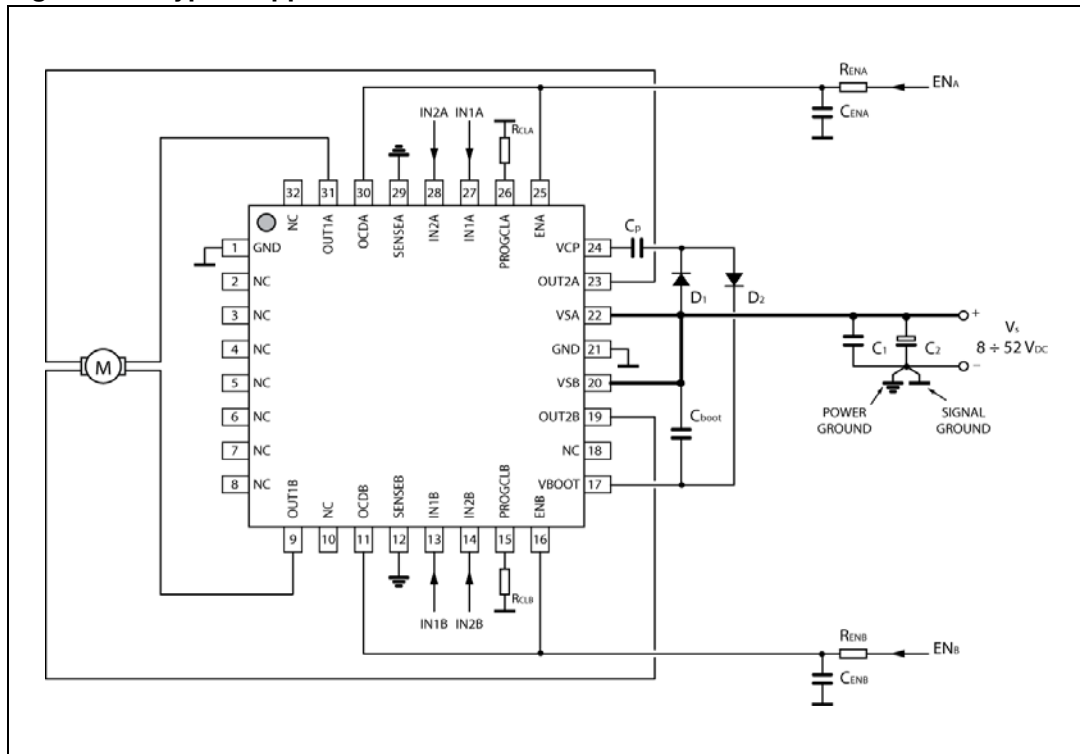 RENA
ENA
CENA
IN2A IN1A
RCLA
32 31 30 29 28 27 26 25
NC OUT1A OCDA SENSEA IN2A IN1A PROGCLA ENA
1 GND
2 NC
3 NC
4 NC
5 NC
6 NC
7 NC
8 NC
VCP 24
OUT2A 23
VSA 22
GND 21
VSB 20
OUT2B 19
NC 18
VBOOT 17
CP
D1 D2
M
+
C1 C2
Vs
8 ÷ 52 VDC
−
POWER
GROUND
SIGNAL
GROUND
Cboot
OUT1B NC OCDB SENSEB IN1B IN2B PROGCLB ENB
9 10 11 12 13 14 15 16
RCLB
IN1B IN2B
RENB
ENB
CENB